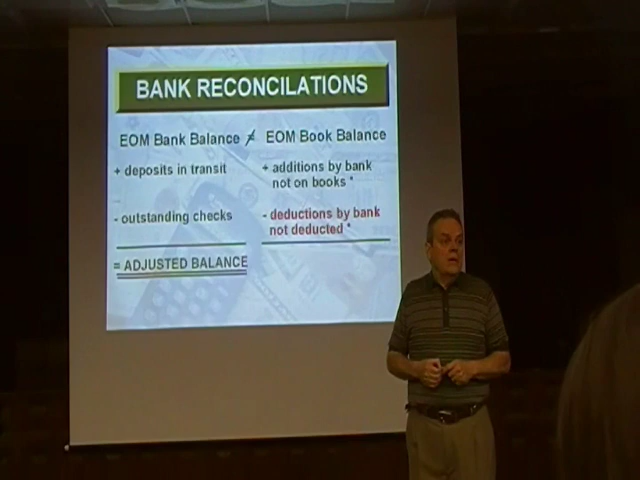 BANK RECONCILATIONS
EOM Bank Balance ≠ EOM Book Balance
+ deposits in transit
- outstanding checks
= ADJUSTED BALANCE
+ additions by bank
not on books *
- deductions by bank
not deducted *